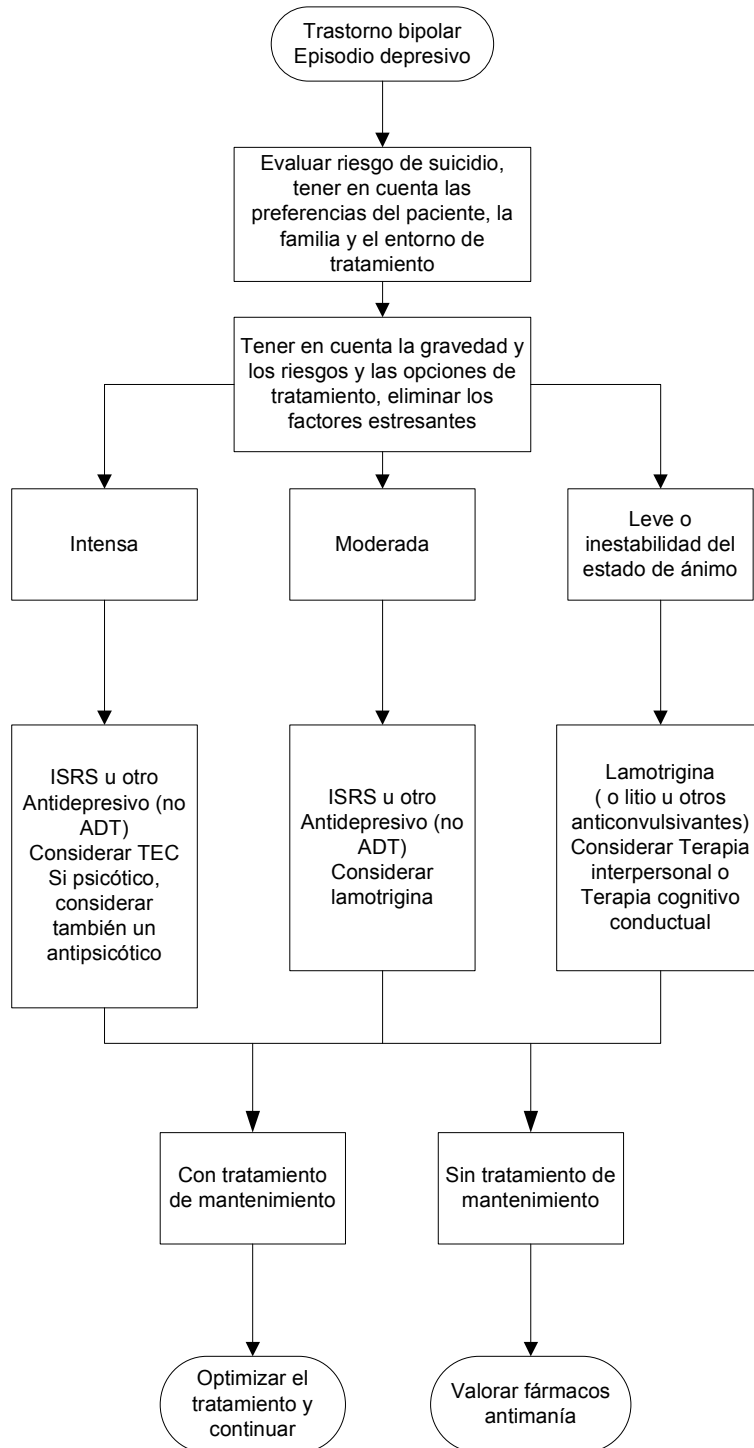 Trastorno bipolar
Episodio depresivo
Evaluar riesgo de suicidio,
tener en cuenta las
preferencias del paciente, la
familia y el entorno de
tratamiento
Tener en cuenta la gravedad y
los riesgos y las opciones de
tratamiento, eliminar los
factores estresantes
Intensa
Moderada
Leve o
inestabilidad del
estado de ánimo
ISRS u otro
Antidepresivo (no
ADT)
Considerar TEC
Si psicótico,
considerar
también un
antipsicótico
ISRS u otro
Antidepresivo (no
ADT)
Considerar
lamotrigina
Lamotrigina
( o litio u otros
anticonvulsivantes)
Considerar Terapia
interpersonal o
Terapia cognitivo
conductual
Con tratamiento
de mantenimiento
Sin tratamiento de
mantenimiento
Optimizar el
tratamiento y
continuar
Valorar fármacos
antimanía